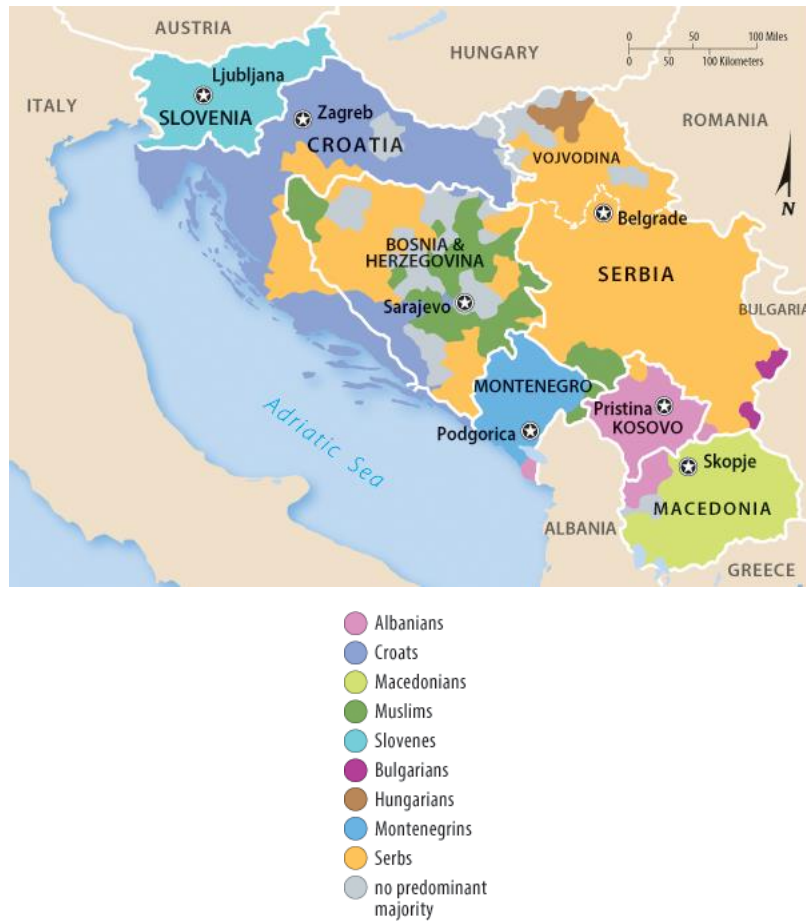 AUSTRIA
HUNGARY
0 50 100 Miles
0 50 100 Kilometers
Ljubljana
ITALY
SLOVENIA
Zagreb
CROATIA
ROMANIA
VOJVODINA
N
Belgrade
BOSNIA &
HERZEGOVINA
SERBIA
Sarajevo
BULGARIA
MONTENEGRO
Pristina
KOSOVO
Adriatic Sea
Podgorica
Skopje
MACEDONIA
ALBANIA
GREECE
Albanians
Croats
Macedonians
Muslims
Slovenes
Bulgarians
Hungarians
Montenegrins
Serbs
no predominant
majority